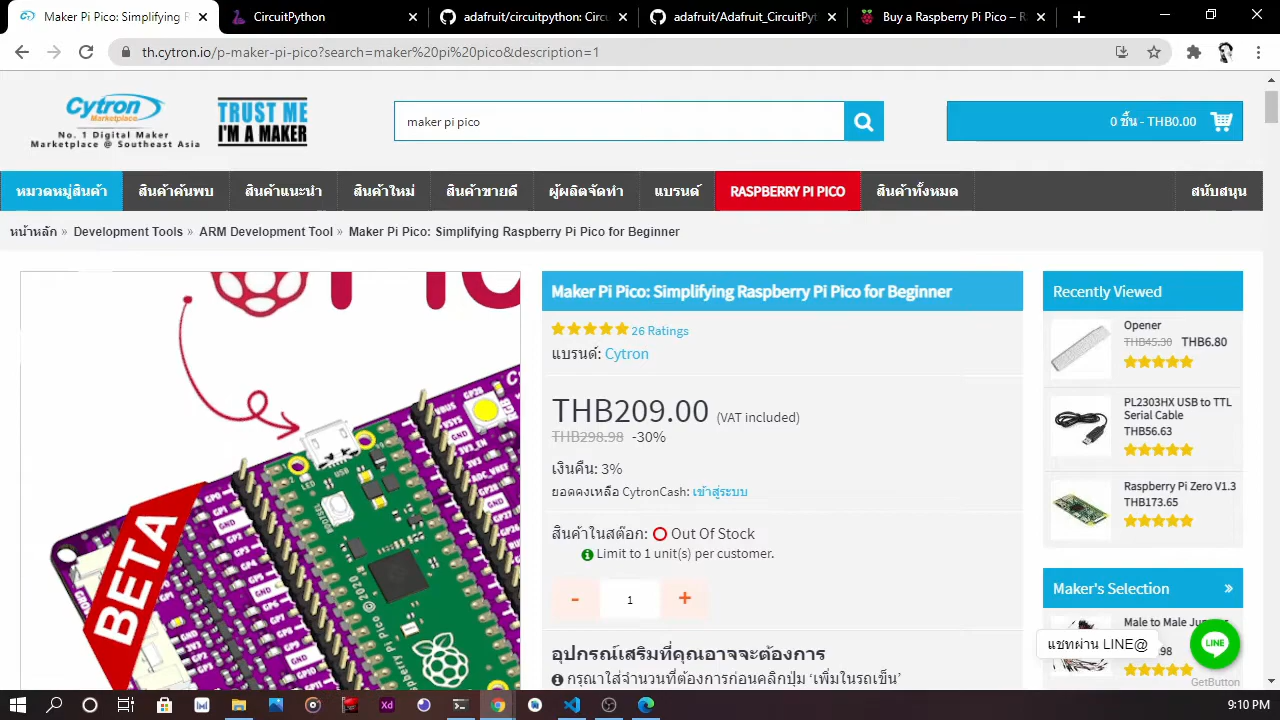 Maker Pi Pico: Simplifying R
CircuitPython
adafruit/circuitpython: Circu
adafruit/Adafruit_CircuitPyt
Buy a Raspberry Pi Pico – R
th.cytron.io/p-maker-pi-pico?search=maker%20pi%20pico&description=1
Cytron
Marketplace
No. 1 Digital Maker
Marketplace @ Southeast Asia
TRUST ME
I'M A MAKER
maker pi pico
0 ชิ้น - THB0.00
หมวดหมู่สินค้า
สินค้าค้นพบ
สินค้าแนะนำ
สินค้าใหม่
สินค้าขายดี
ผู้ผลิตจัดทำ
แบรนด์
RASPBERRY PI PICO
สินค้าทั้งหมด
สนับสนุน
หน้าหลัก » Development Tools » ARM Development Tool » Maker Pi Pico: Simplifying Raspberry Pi Pico for Beginner
BETA
USB
LED
BOOTSEL
Raspberry Pi Pico ©2020
GP0
GND
GP28
VBUS
VSYS
3V3_EN
GND
Maker Pi Pico: Simplifying Raspberry Pi Pico for Beginner
26 Ratings
แบรนด์: Cytron
THB209.00 (VAT included)
THB298.98 -30%
เงินคืน: 3%
ยอดคงเหลือ CytronCash: เข้าสู่ระบบ
สินค้าในสต๊อก: Out Of Stock
Limit to 1 unit(s) per customer.
- 1 +
อุปกรณ์เสริมที่คุณอาจจะต้องการ
กรุณาใส่จำนวนที่ต้องการก่อนคลิกปุ่ม ‘เพิ่มในรถเข็น’
Recently Viewed
Opener
THB45.30 THB6.80
PL2303HX USB to TTL
Serial Cable
THB56.63
Raspberry Pi Zero V1.3
THB173.65
Maker's Selection »
Male to Male Jumper
แชทผ่าน LINE@
LINE
GetButton
9:10 PM